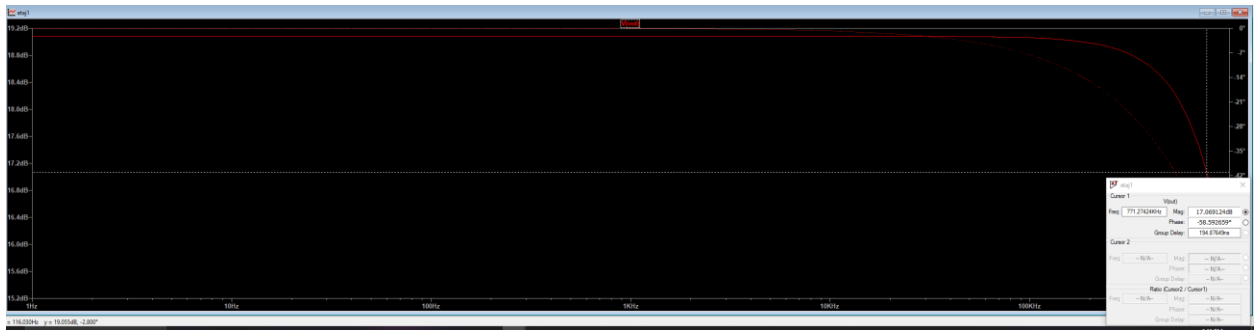 etaj1
V(out)
19.2dB
18.8dB
18.4dB
18.0dB
17.6dB
17.2dB
16.8dB
16.4dB
16.0dB
15.6dB
15.2dB
0°
-7°
-14°
-21°
-28°
-35°
-42°
1Hz 10Hz 100Hz 1KHz 10KHz 100KHz
etaj1
Cursor 1
V(out)
Freq: 771.27424KHz Mag: 17.069124dB
Phase: -58.592659°
Group Delay: 194.87649ns
Cursor 2
Freq: --N/A-- Mag: --N/A--
Phase: --N/A--
Group Delay: --N/A--
Ratio (Cursor2 / Cursor1)
Freq: --N/A-- Mag: --N/A--
Phase: --N/A--
Group Delay: --N/A--